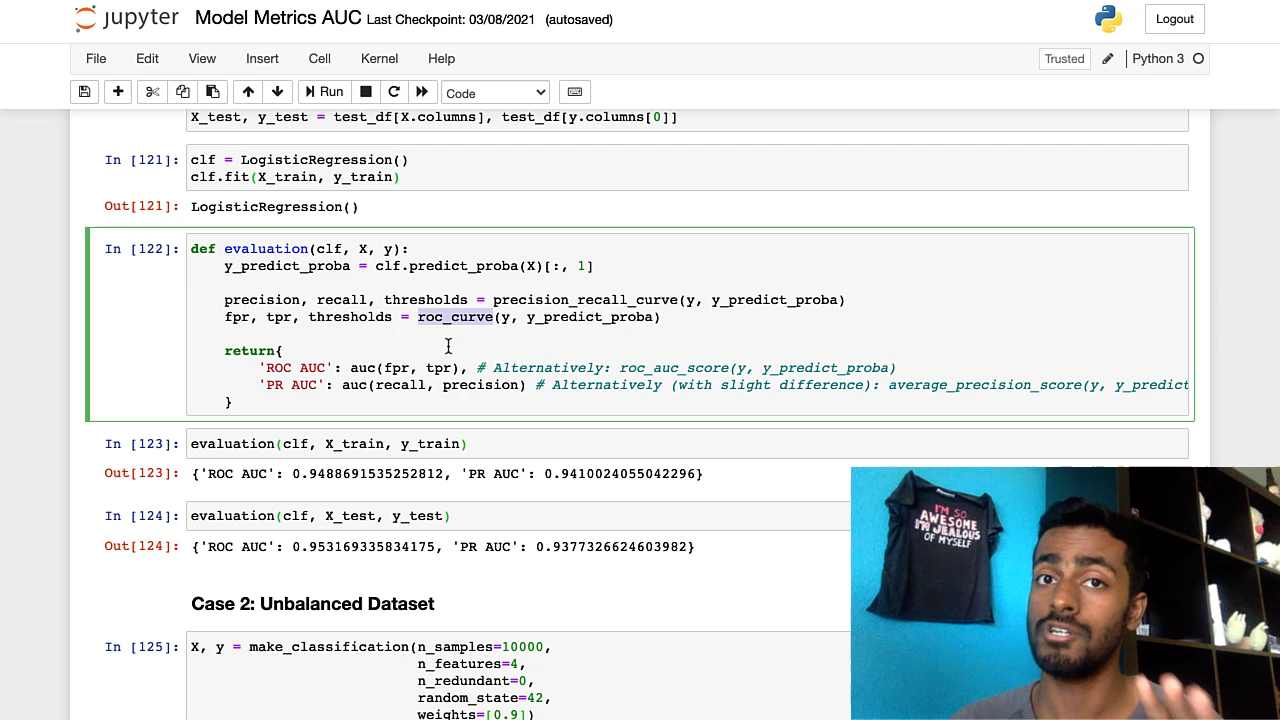 jupyter Model Metrics AUC Last Checkpoint: 03/08/2021 (autosaved)
Logout
File Edit View Insert Cell Kernel Help
Trusted Python 3
Run Code
X_test, y_test = test_df[X.columns], test_df[y.columns[0]]
In [121]: clf = LogisticRegression()
clf.fit(X_train, y_train)
Out[121]: LogisticRegression()
In [122]: def evaluation(clf, X, y):
y_predict_proba = clf.predict_proba(X)[:, 1]
precision, recall, thresholds = precision_recall_curve(y, y_predict_proba)
fpr, tpr, thresholds = roc_curve(y, y_predict_proba)
return{
'ROC AUC': auc(fpr, tpr), # Alternatively: roc_auc_score(y, y_predict_proba)
'PR AUC': auc(recall, precision) # Alternatively (with slight difference): average_precision_score(y, y_predict
}
In [123]: evaluation(clf, X_train, y_train)
Out[123]: {'ROC AUC': 0.9488691535252812, 'PR AUC': 0.9410024055042296}
In [124]: evaluation(clf, X_test, y_test)
Out[124]: {'ROC AUC': 0.953169335834175, 'PR AUC': 0.9377326624603982}
I'M SO
AWESOME
I'M JEALOUS
OF MYSELF
Case 2: Unbalanced Dataset
In [125]: X, y = make_classification(n_samples=10000,
n_features=4,
n_redundant=0,
random_state=42,
weights=[0.9])